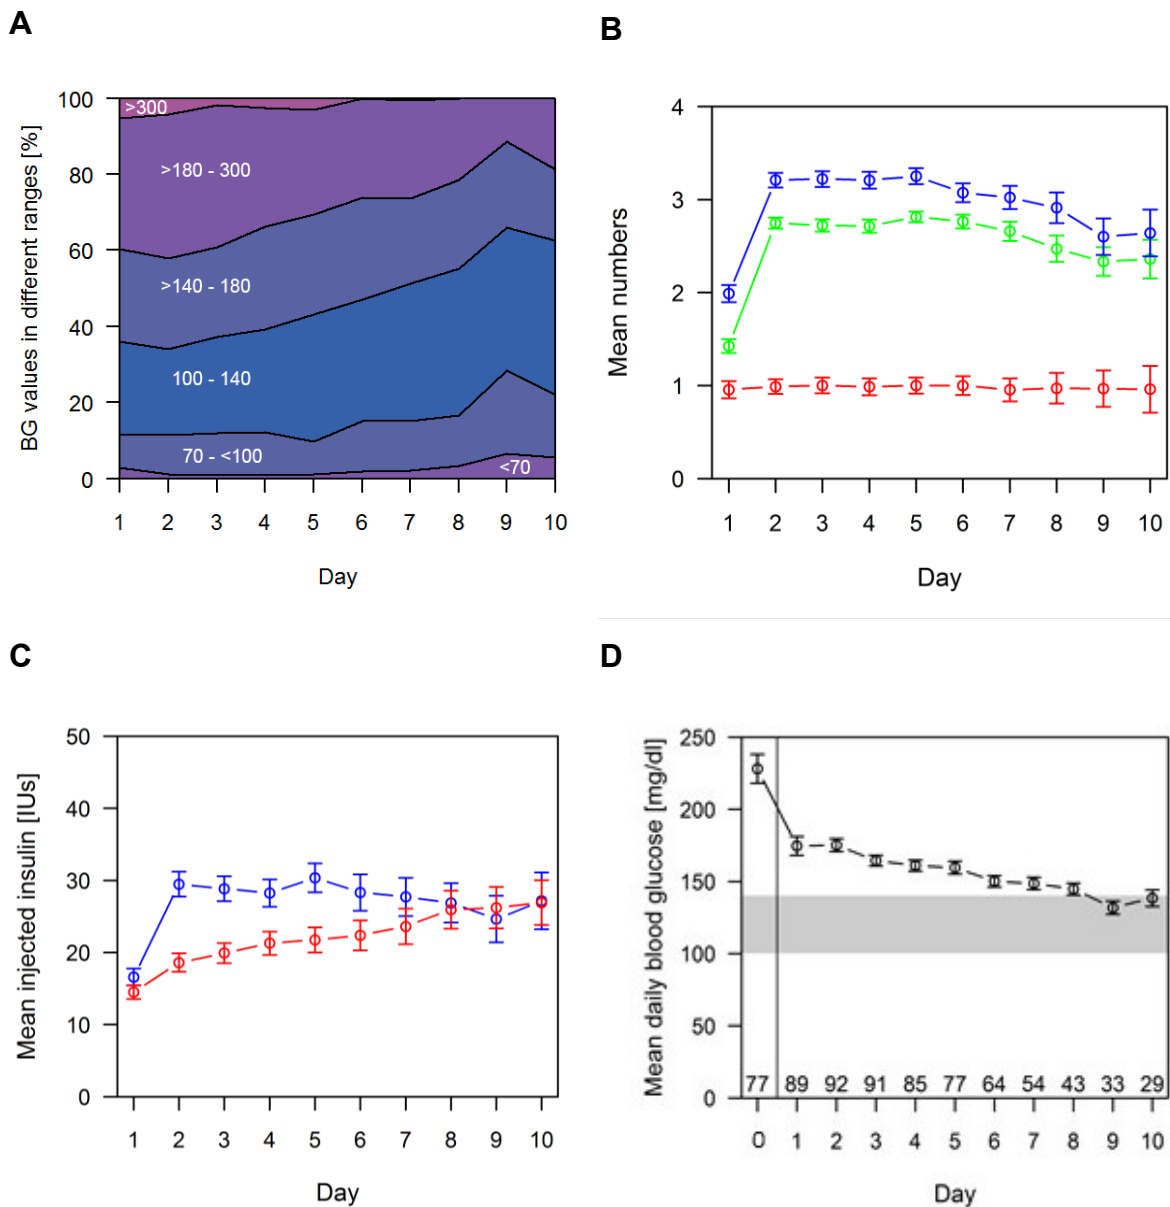 A
BG values in different ranges [%]
100
80
60
40
20
0
>300
>180 - 300
>140 - 180
100 - 140
70 - <100
<70
1 2 3 4 5 6 7 8 9 10
Day
B
Mean numbers
4
3
2
1
0
1 2 3 4 5 6 7 8 9 10
Day
C
Mean injected insulin [IUs]
50
40
30
20
10
0
1 2 3 4 5 6 7 8 9 10
Day
D
Mean daily blood glucose [mg/dl]
250
200
150
100
50
0
77 89 92 91 85 77 64 54 43 33 29
0 1 2 3 4 5 6 7 8 9 10
Day